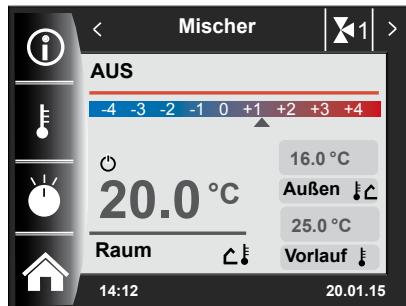 < Mischer 1 >
AUS
-4 -3 -2 -1 0 +1 +2 +3 +4
16.0 °C
20.0 °C
Außen
25.0 °C
Raum
Vorlauf
14:12 20.01.15